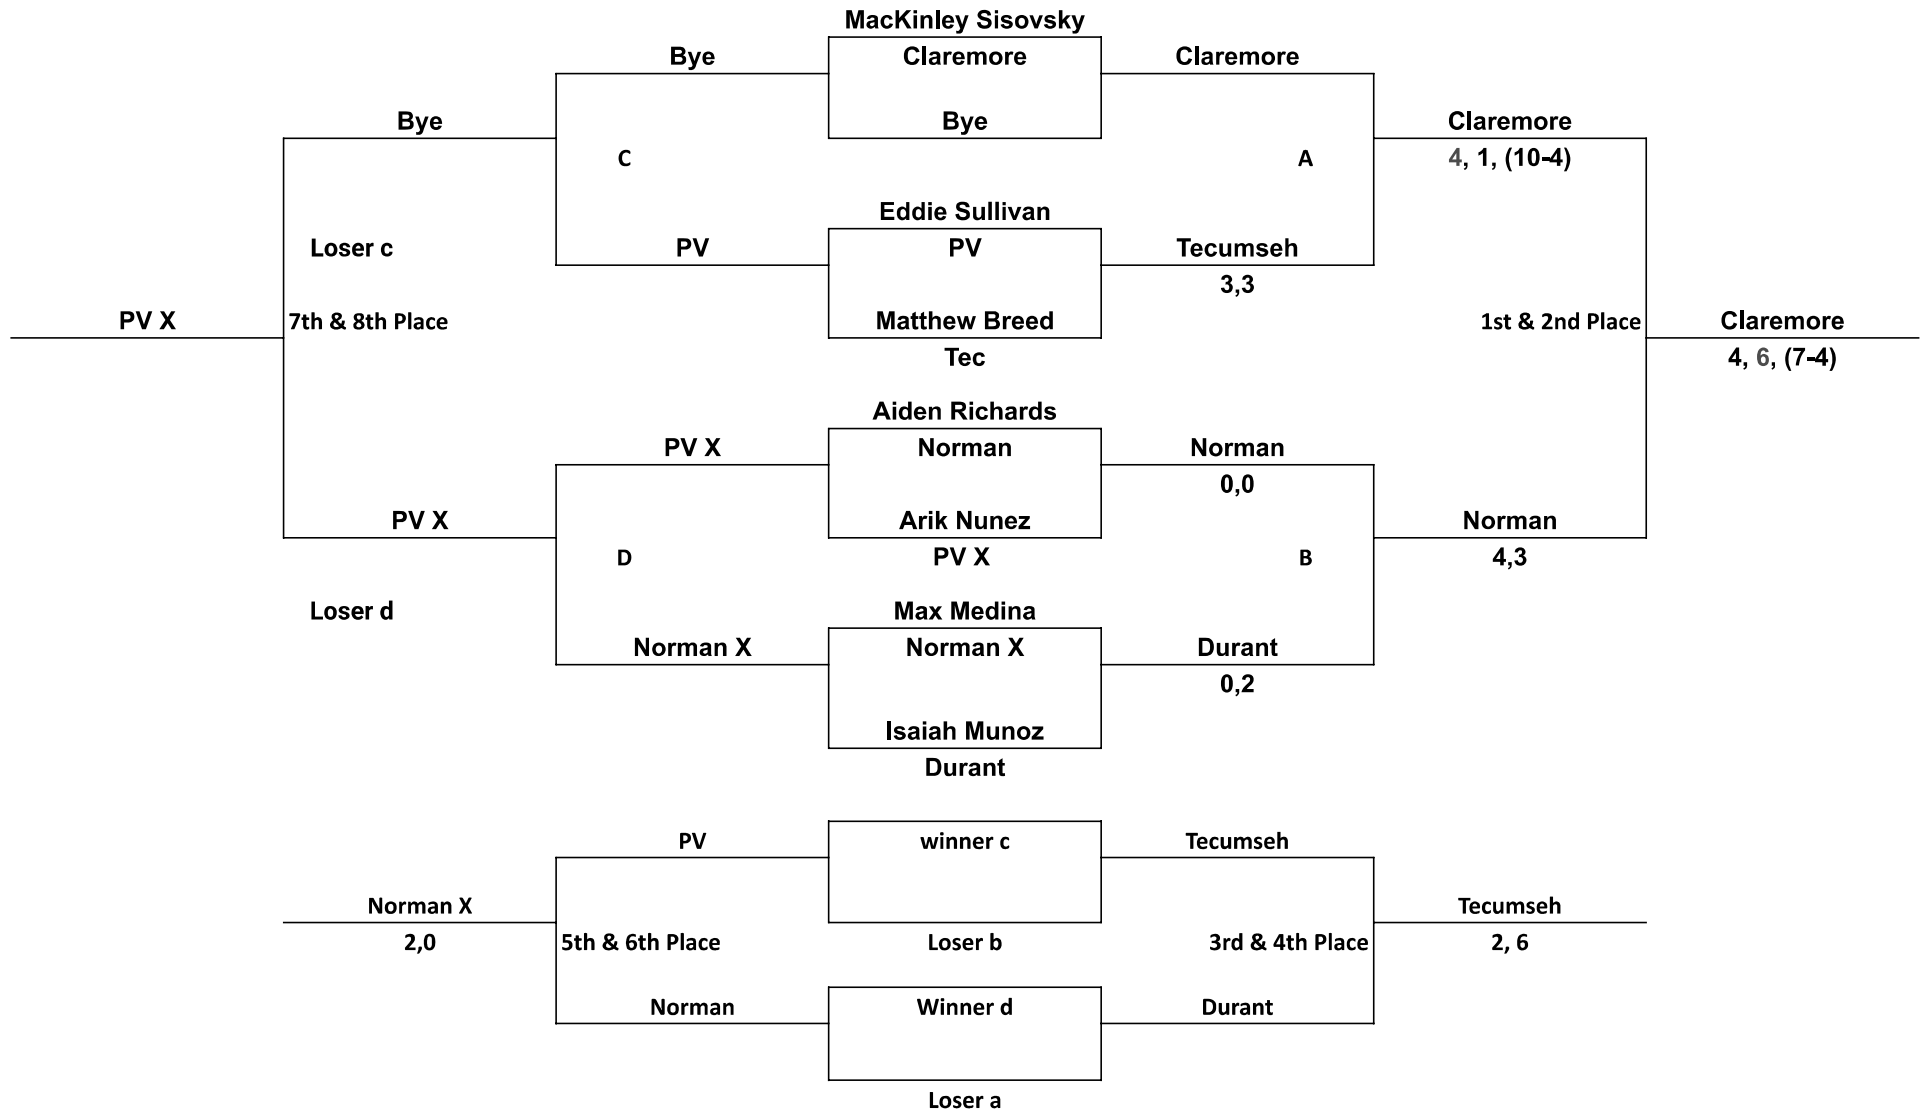 MacKinley Sisovsky
Bye Claremore Claremore
Bye Bye Claremore
C A 4, 1, (10-4)
Eddie Sullivan
Loser c PV PV Tecumseh
3,3
PV X 7th & 8th Place Matthew Breed 1st & 2nd Place Claremore
Tec 4, 6, (7-4)
Aiden Richards
PV X Norman Norman
0,0
PV X Arik Nunez Norman
D PV X B 4,3
Loser d Max Medina
Norman X Norman X Durant
0,2
Isaiah Munoz
Durant
PV winner c Tecumseh
Norman X Tecumseh
2,0 5th & 6th Place Loser b 3rd & 4th Place 2, 6
Norman Winner d Durant
Loser a